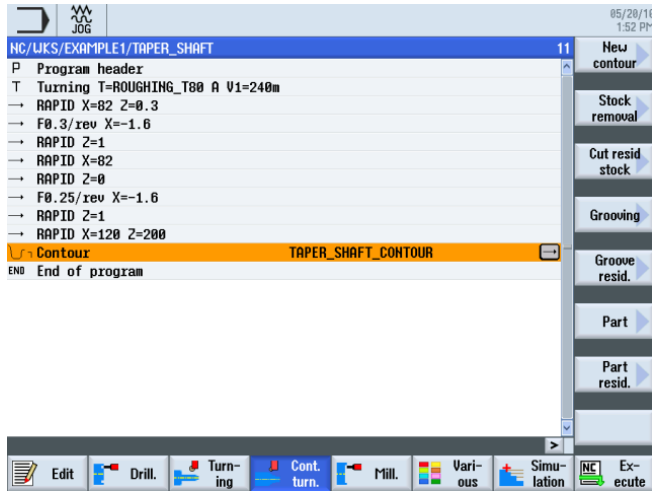 JOG
05/20/10
1:52 PM
NC/WKS/EXAMPLE1/TAPER_SHAFT 11
P Program header
T Turning T=ROUGHING_T80 A V1=240m
→ RAPID X=82 Z=0.3
→ F0.3/rev X=-1.6
→ RAPID Z=1
→ RAPID X=82
→ RAPID Z=0
→ F0.25/rev X=-1.6
→ RAPID Z=1
→ RAPID X=120 Z=200
Contour TAPER_SHAFT_CONTOUR
END End of program
New
contour
Stock
removal
Cut resid
stock
Grooving
Groove
resid.
Part
Part
resid.
>
Edit
Drill.
Turn-
ing
Cont.
turn.
Mill.
Vari-
ous
Simu-
lation
NC
Ex-
ecute